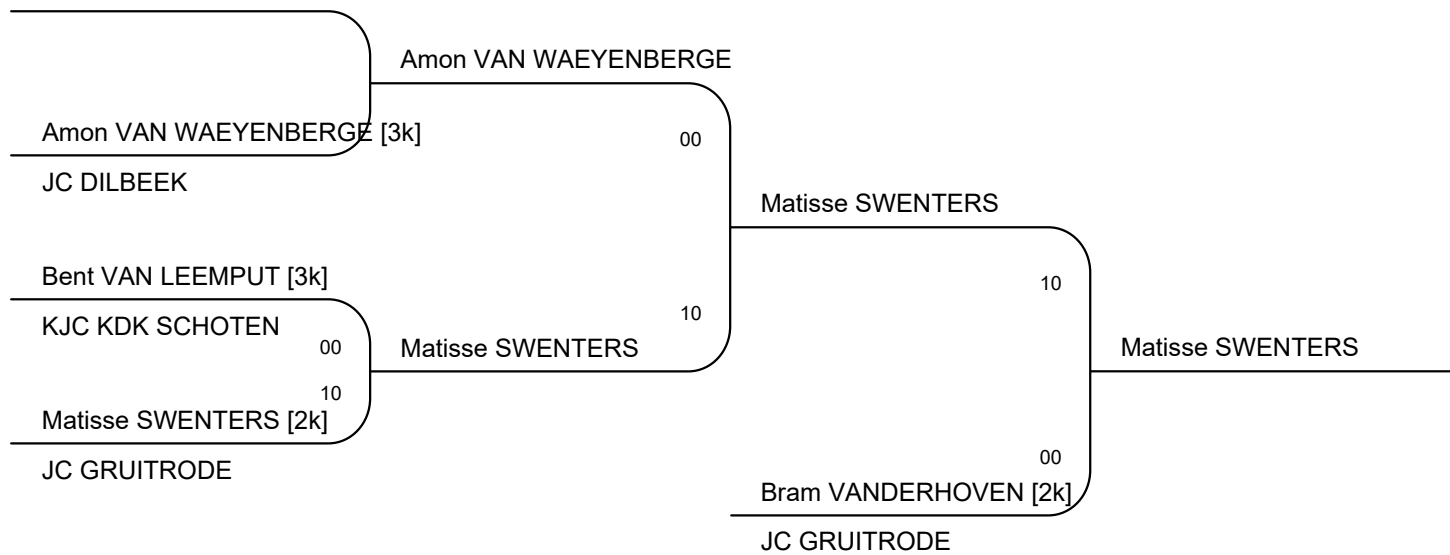 Amon VAN WAEYENBERGE
Amon VAN WAEYENBERGE [3k]
00
JC DILBEEK
Matisse SWENTERS
Bent VAN LEEMPUT [3k]
10
KJC KDK SCHOTEN
10
00
Matisse SWENTERS
Matisse SWENTERS
10
Matisse SWENTERS [2k]
00
JC GRUITRODE
Bram VANDERHOVEN [2k]
JC GRUITRODE